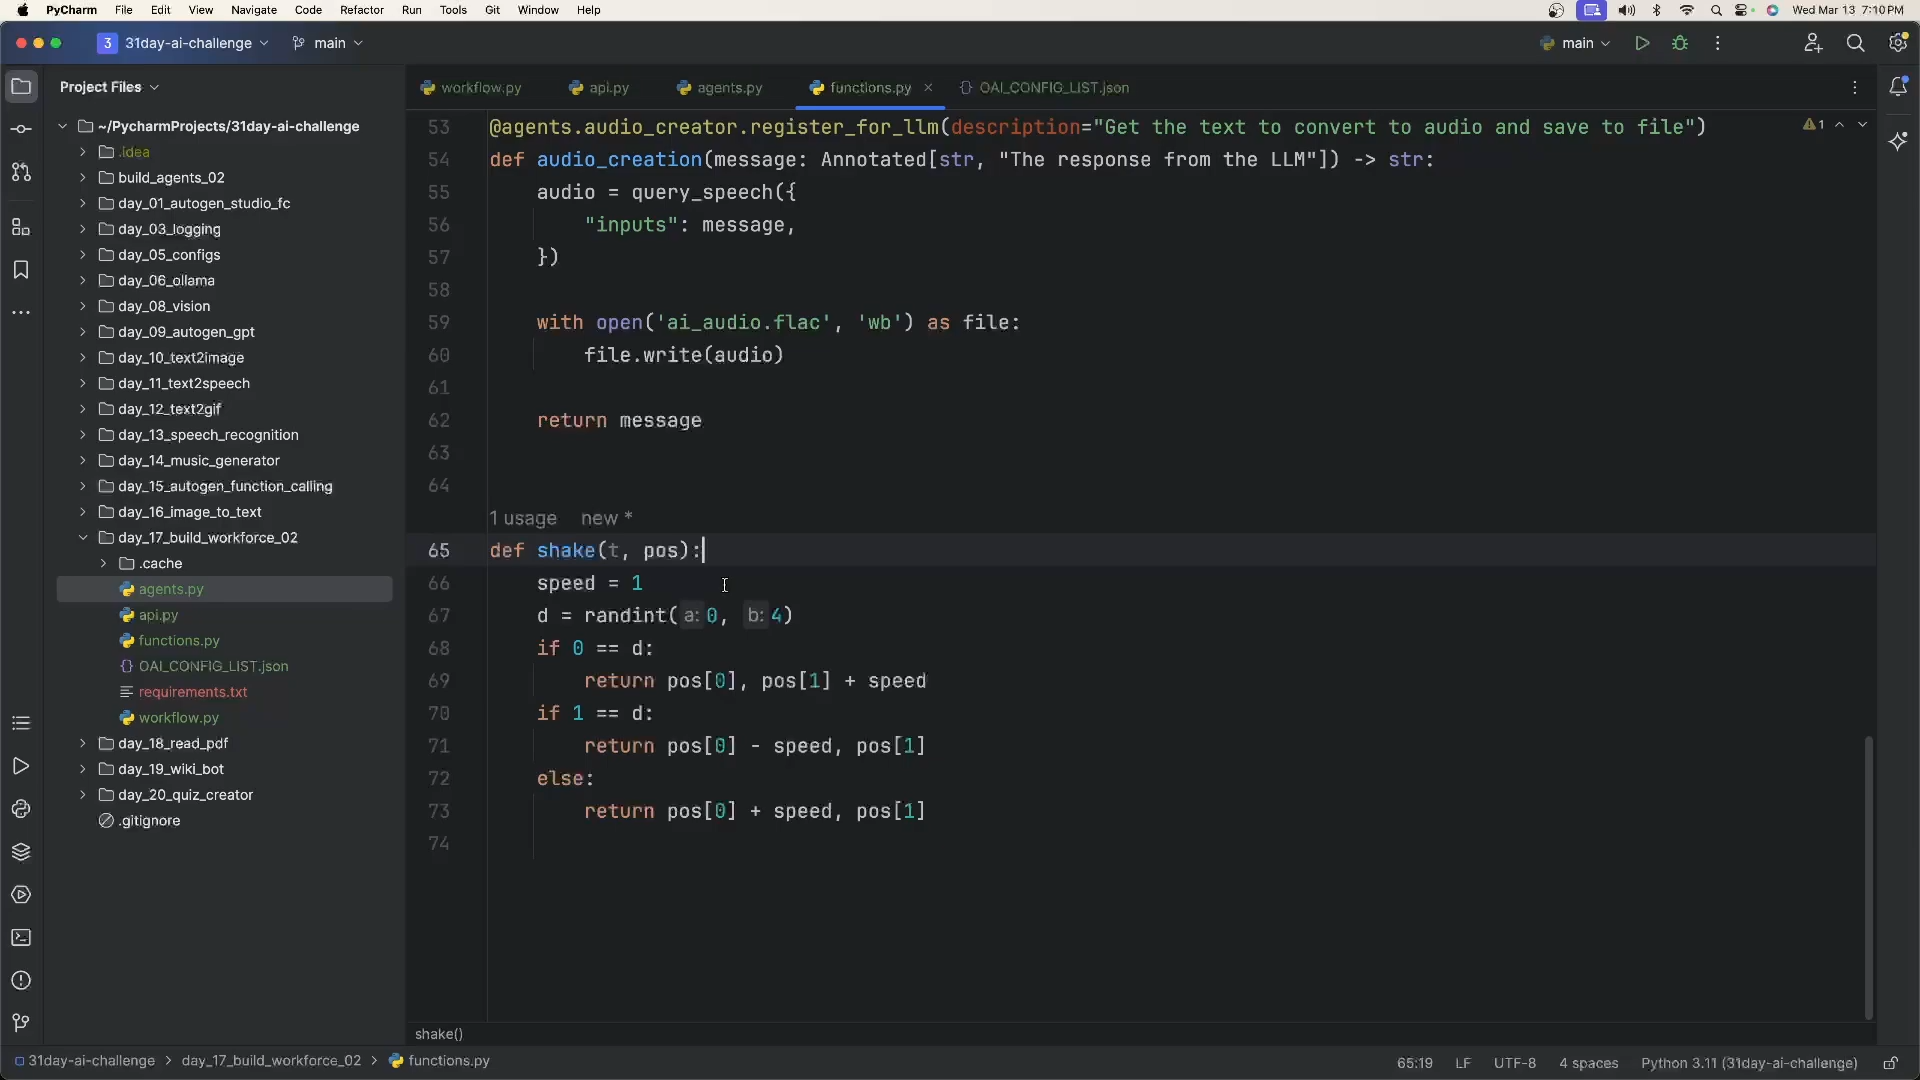 PyCharm File Edit View Navigate Code Refactor Run Tools Git Window Help Wed Mar 13 7:10 PM
3 31day-ai-challenge main main
Project Files
workflow.py api.py agents.py functions.py OAI_CONFIG_LIST.json
~/PycharmProjects/31day-ai-challenge
.idea
build_agents_02
day_01_autogen_studio_fc
day_03_logging
day_05_configs
day_06_ollama
day_08_vision
day_09_autogen_gpt
day_10_text2image
day_11_text2speech
day_12_text2gif
day_13_speech_recognition
day_14_music_generator
day_15_autogen_function_calling
day_16_image_to_text
day_17_build_workforce_02
.cache
agents.py
api.py
functions.py
OAI_CONFIG_LIST.json
requirements.txt
workflow.py
day_18_read_pdf
day_19_wiki_bot
day_20_quiz_creator
.gitignore
1
53 @agents.audio_creator.register_for_llm(description="Get the text to convert to audio and save to file")
54 def audio_creation(message: Annotated[str, "The response from the LLM"]) -> str:
55 audio = query_speech({
56 "inputs": message,
57 })
58
59 with open('ai_audio.flac', 'wb') as file:
60 file.write(audio)
61
62 return message
63
64
1 usage new *
65 def shake(t, pos):
66 speed = 1
67 d = randint( a: 0, b: 4)
68 if 0 == d:
69 return pos[0], pos[1] + speed
70 if 1 == d:
71 return pos[0] - speed, pos[1]
72 else:
73 return pos[0] + speed, pos[1]
74
shake()
31day-ai-challenge > day_17_build_workforce_02 > functions.py
65:19 LF UTF-8 4 spaces Python 3.11 (31day-ai-challenge)